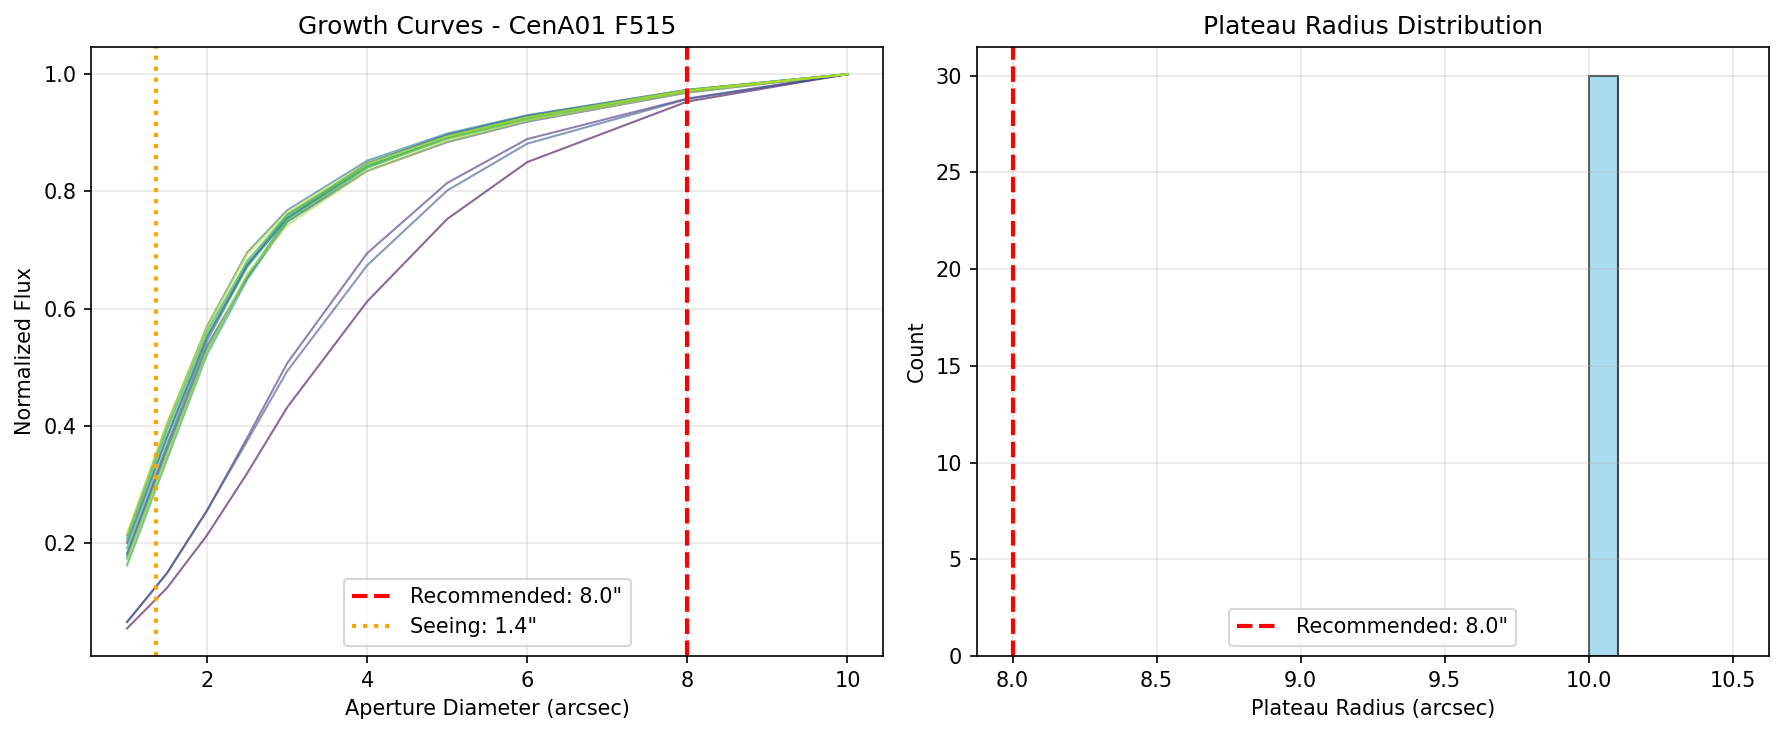 Growth Curves - CenA01 F515
1.0
0.8
0.6
0.4
0.2
Normalized Flux
Recommended: 8.0"
Seeing: 1.4"
2 4 6 8 10
Aperture Diameter (arcsec)
Plateau Radius Distribution
30
25
20
15
10
5
0
Count
Recommended: 8.0"
8.0 8.5 9.0 9.5 10.0 10.5
Plateau Radius (arcsec)